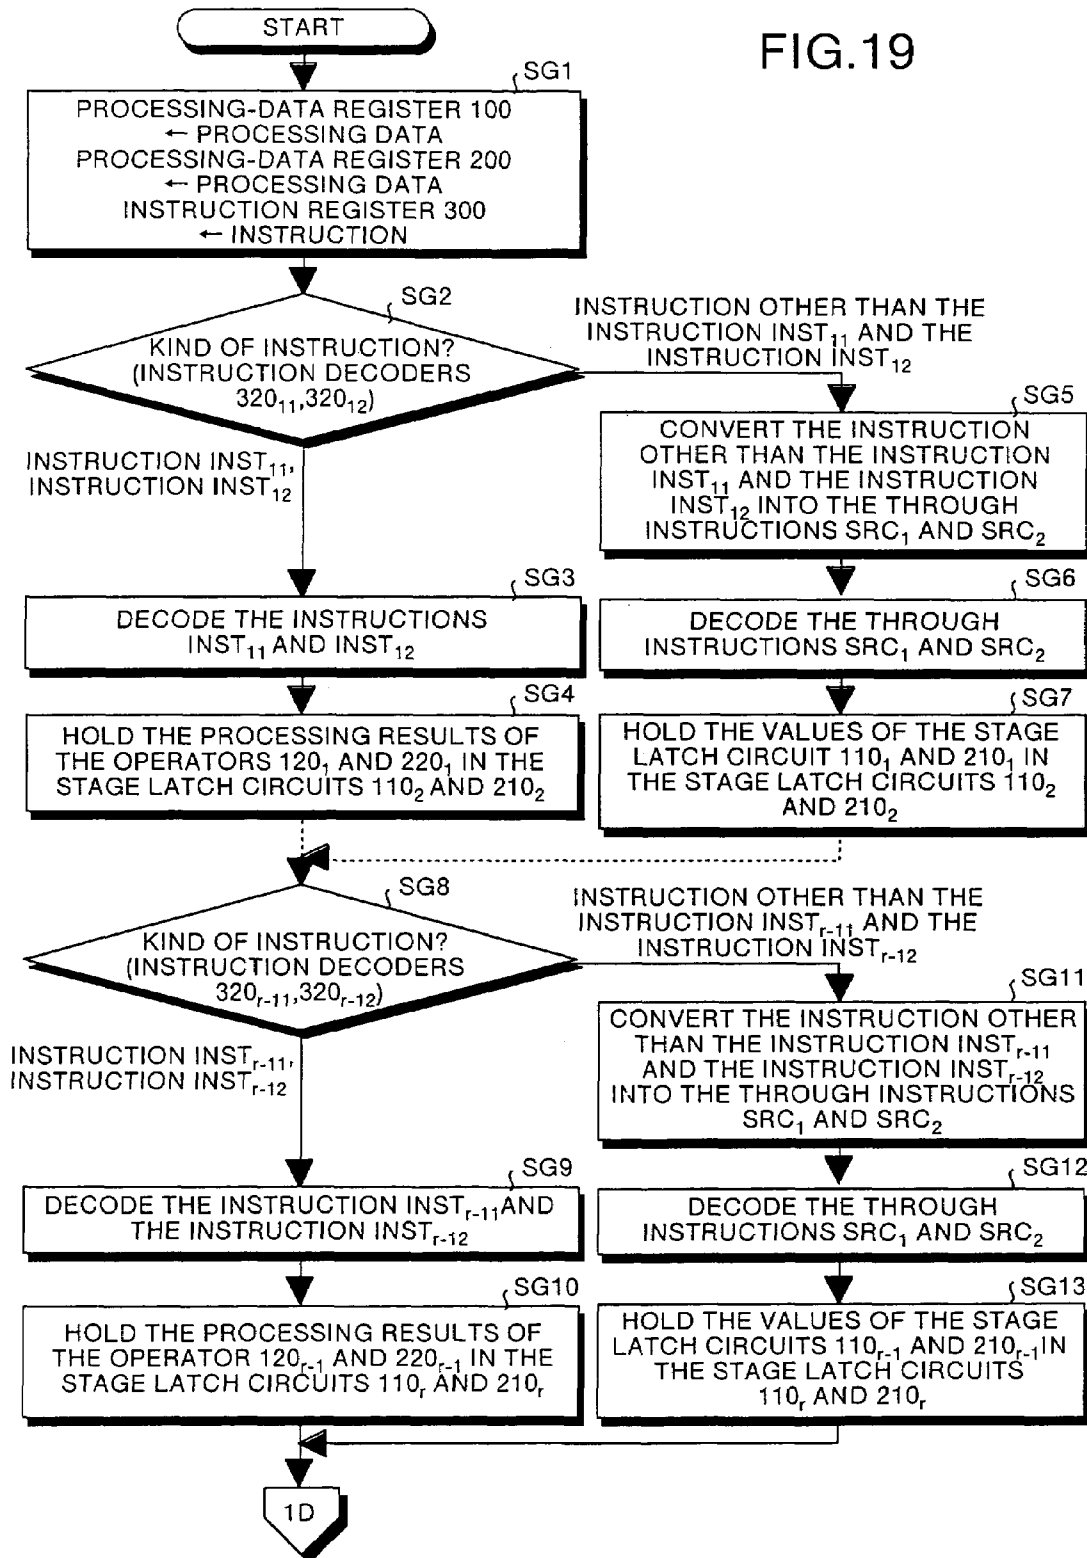 FIG.19
START
SG1
PROCESSING-DATA REGISTER 100
← PROCESSING DATA
PROCESSING-DATA REGISTER 200
← PROCESSING DATA
INSTRUCTION REGISTER 300
← INSTRUCTION
SG2
KIND OF INSTRUCTION?
(INSTRUCTION DECODERS
320₁₁,320₁₂)
INSTRUCTION OTHER THAN THE
INSTRUCTION INST₁₁ AND THE
INSTRUCTION INST₁₂
INSTRUCTION INST₁₁,
INSTRUCTION INST₁₂
SG5
CONVERT THE INSTRUCTION
OTHER THAN THE INSTRUCTION
INST₁₁ AND THE INSTRUCTION
INST₁₂ INTO THE THROUGH
INSTRUCTIONS SRC₁ AND SRC₂
SG3
DECODE THE INSTRUCTIONS
INST₁₁ AND INST₁₂
SG6
DECODE THE THROUGH
INSTRUCTIONS SRC₁ AND SRC₂
SG4
HOLD THE PROCESSING RESULTS OF
THE OPERATORS 120₁ AND 220₁ IN THE
STAGE LATCH CIRCUITS 110₂ AND 210₂
SG7
HOLD THE VALUES OF THE STAGE
LATCH CIRCUIT 110₁ AND 210₁ IN
THE STAGE LATCH CIRCUITS 110₂
AND 210₂
SG8
KIND OF INSTRUCTION?
(INSTRUCTION DECODERS
320ᵣ₋₁₁,320ᵣ₋₁₂)
INSTRUCTION OTHER THAN THE
INSTRUCTION INSTᵣ₋₁₁ AND THE
INSTRUCTION INSTᵣ₋₁₂
INSTRUCTION INSTᵣ₋₁₁,
INSTRUCTION INSTᵣ₋₁₂
SG11
CONVERT THE INSTRUCTION OTHER
THAN THE INSTRUCTION INSTᵣ₋₁₁
AND THE INSTRUCTION INSTᵣ₋₁₂
INTO THE THROUGH INSTRUCTIONS
SRC₁ AND SRC₂
SG9
DECODE THE INSTRUCTION INSTᵣ₋₁₁AND
THE INSTRUCTION INSTᵣ₋₁₂
SG12
DECODE THE THROUGH
INSTRUCTIONS SRC₁ AND SRC₂
SG10
HOLD THE PROCESSING RESULTS OF
THE OPERATOR 120ᵣ₋₁ AND 220ᵣ₋₁ IN THE
STAGE LATCH CIRCUITS 110ᵣ AND 210ᵣ
SG13
HOLD THE VALUES OF THE STAGE
LATCH CIRCUITS 110ᵣ₋₁ AND 210ᵣ₋₁IN
THE STAGE LATCH CIRCUITS
110ᵣ AND 210ᵣ
1D